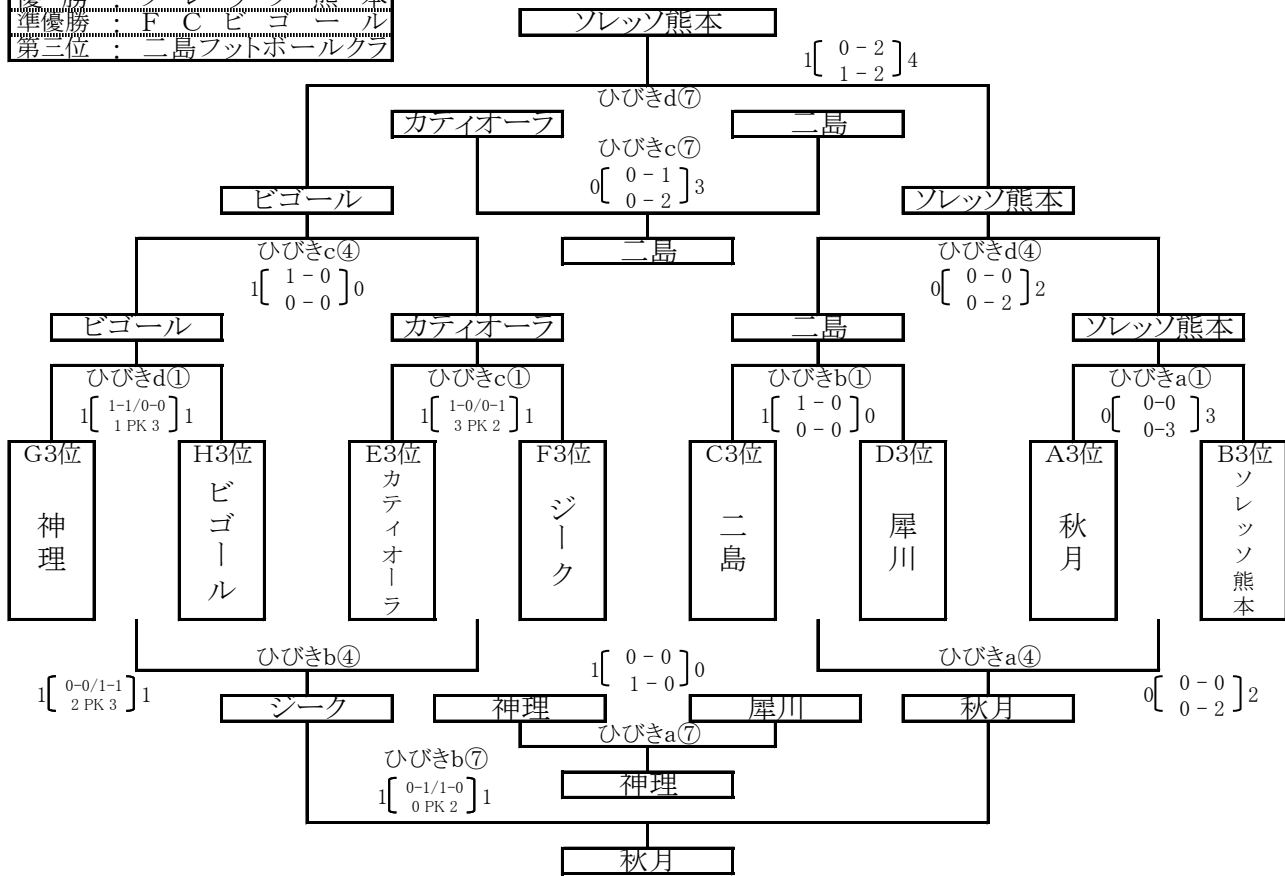 優勝 : ソレッソ熊本
準優勝 : FCビゴール
第三位 : 二島フットボールクラ
ソレッソ熊本
1[ 0-2 ]4
1-2
ひびきd⑦
カティオーラ 二島
ひびきc⑦
0[ 0-1 ]3
0-2
ビゴール ソレッソ熊本
二島
ひびきc④ ひびきd④
1[ 1-0 ]0 0[ 0-0 ]2
0-0 0-2
ビゴール カティオーラ 二島 ソレッソ熊本
ひびきd① ひびきc① ひびきb① ひびきa①
1[ 1-1/0-0 ]1 1[ 1-0/0-1 ]1 1[ 1-0 ]0 0[ 0-0 ]3
1 PK 3 3 PK 2 0-0 0-3
G3位 H3位 E3位 F3位 C3位 D3位 A3位 B3位
神理 ビゴール カティオーラ ジーク 二島 犀川 秋月 ソレッソ熊本
ひびきb④ 1[ 0-0 ]0 ひびきa④
1-0
1[ 0-0/1-1 ]1 0[ 0-0 ]2
2 PK 3 0-2
ジーク 神理 犀川 秋月
ひびきa⑦
ひびきb⑦
神理
1[ 0-1/1-0 ]1
0 PK 2
秋月